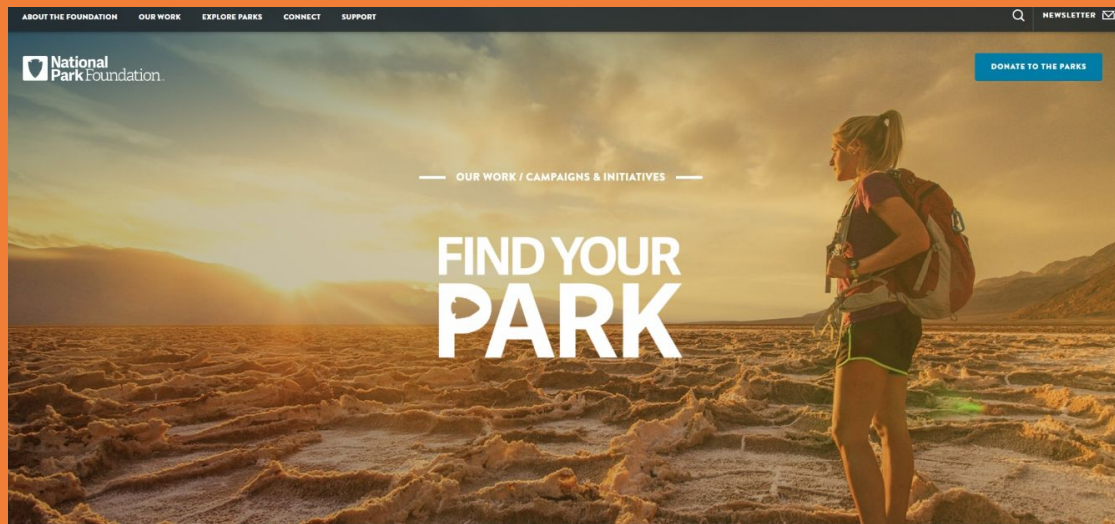 ABOUT THE FOUNDATION OUR WORK EXPLORE PARKS CONNECT SUPPORT NEWSLETTER
National
Park Foundation
DONATE TO THE PARKS
OUR WORK / CAMPAIGNS & INITIATIVES
FIND YOUR
PARK